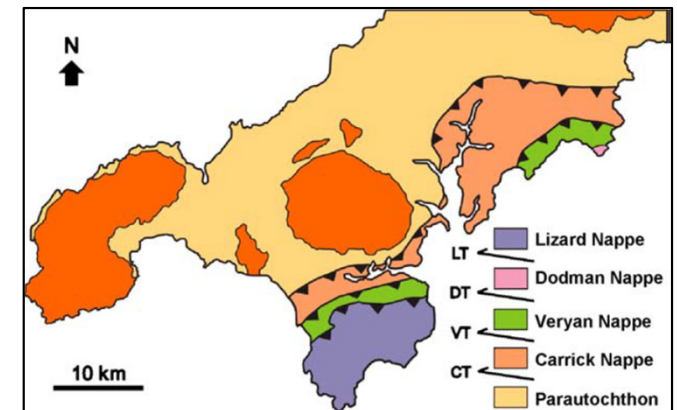 N
Lizard Nappe
LT
Dodman Nappe
DT
Veryan Nappe
VT
Carrick Nappe
CT
Parautochthon
10 km